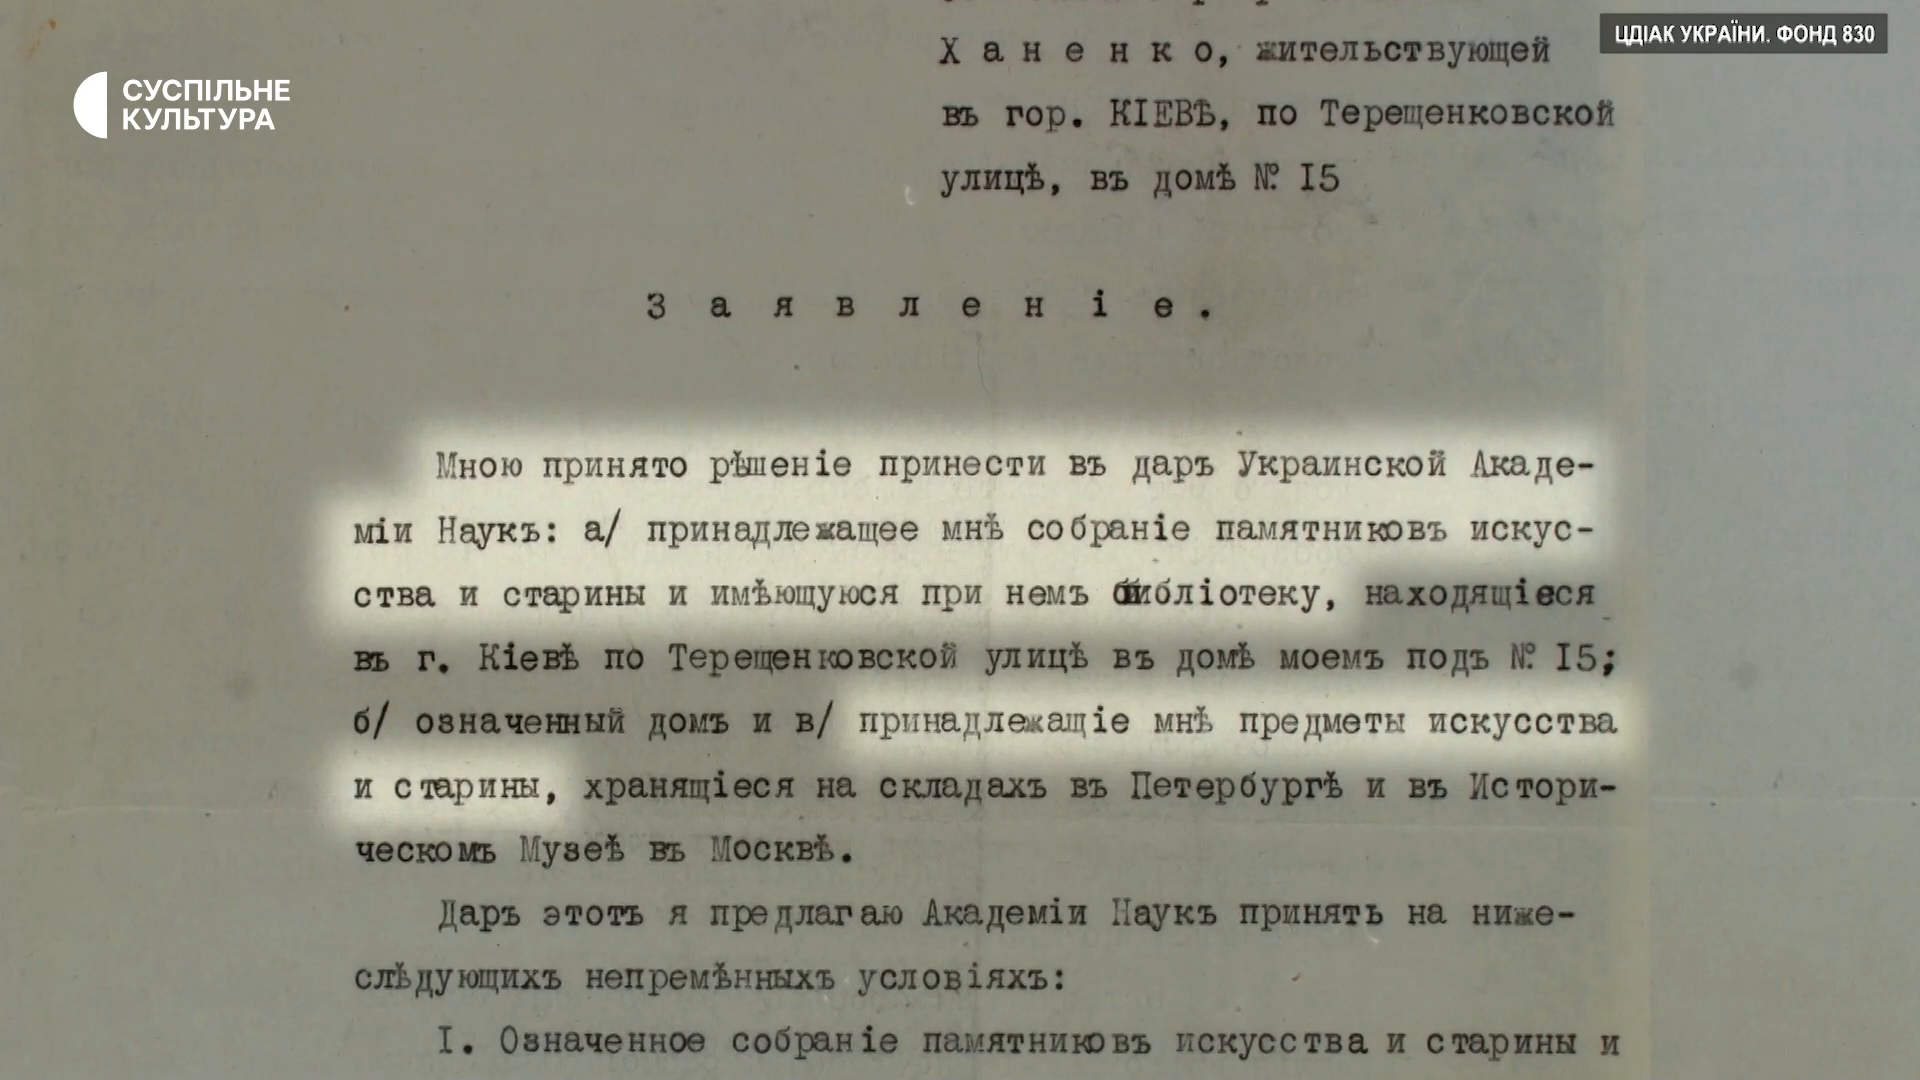 ЦДІАК УКРАЇНИ. ФОНД 830
СУСПІЛЬНЕ
КУЛЬТУРА
Ханенко, жительствующей
въ гор. КІЕВѢ, по Терещенковской
улицѣ, въ домѣ № I5
Заявленіе.
Мною принято рѣшеніе принести въ даръ Украинской Акаде-
міи Наукъ: а/ принадлежащее мнѣ собраніе памятниковъ искус-
ства и старины и имѣющуюся при немъ библіотеку, находящіеся
въ г. Кіевѣ по Терещенковской улицѣ въ домѣ моемъ подъ № I5;
б/ означенный домъ и в/ принадлежащіе мнѣ предметы искусства
и старины, хранящіеся на складахъ въ Петербургѣ и въ Истори-
ческомъ Музеѣ въ Москвѣ.
Даръ этотъ я предлагаю Академіи Наукъ принять на ниже-
слѣдующихъ непремѣнныхъ условіяхъ:
I. Означенное собраніе памятниковъ искусства и старины и